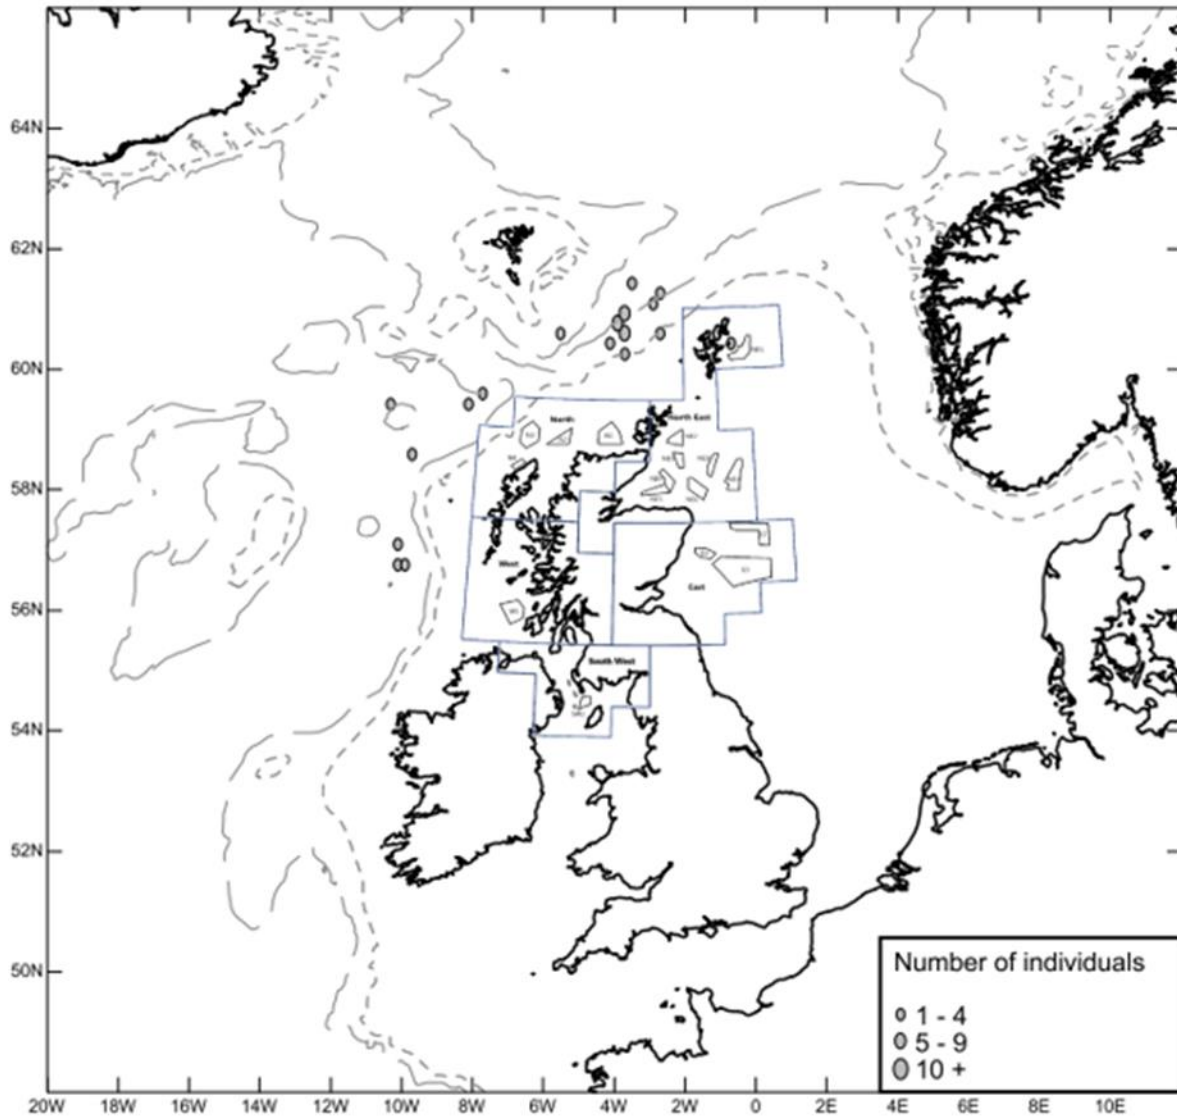 64N
62N
60N
58N
56N
54N
52N
50N
North
North East
West
East
South West
Number of individuals
1 - 4
5 - 9
10 +
20W 18W 16W 14W 12W 10W 8W 6W 4W 2W 0 2E 4E 6E 8E 10E